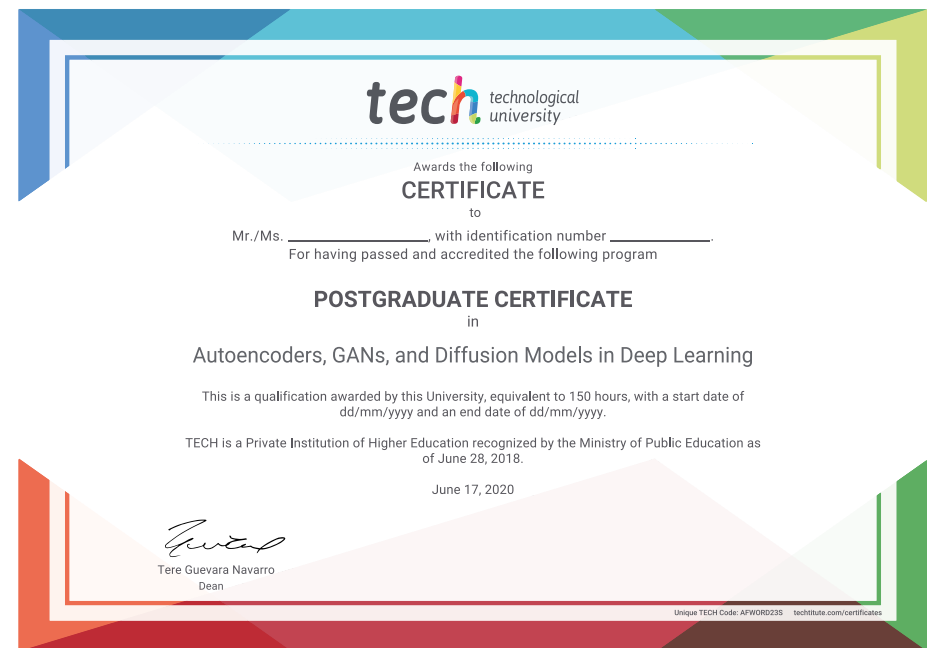 tech technological
university
Awards the following
CERTIFICATE
to
Mr./Ms. ____________________, with identification number ______________.
For having passed and accredited the following program
POSTGRADUATE CERTIFICATE
in
Autoencoders, GANs, and Diffusion Models in Deep Learning
This is a qualification awarded by this University, equivalent to 150 hours, with a start date of
dd/mm/yyyy and an end date of dd/mm/yyyy.
TECH is a Private Institution of Higher Education recognized by the Ministry of Public Education as
of June 28, 2018.
June 17, 2020
Tere Guevara Navarro
Dean
Unique TECH Code: AFWORD23S techtitute.com/certificates